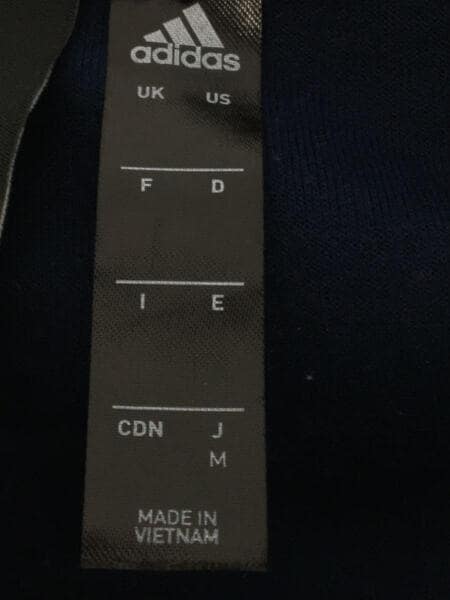 adidas
UK US
F D
I E
CDN J
M
MADE IN
VIETNAM